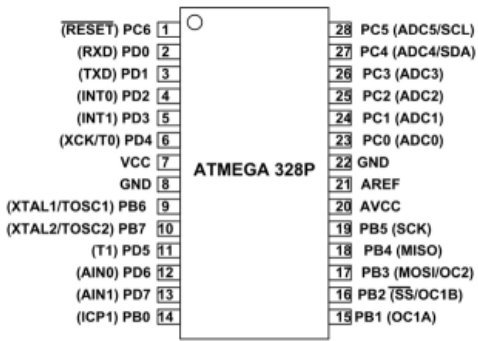 (RESET) PC6 1
(RXD) PD0 2
(TXD) PD1 3
(INT0) PD2 4
(INT1) PD3 5
(XCK/T0) PD4 6
VCC 7
GND 8
(XTAL1/TOSC1) PB6 9
(XTAL2/TOSC2) PB7 10
(T1) PD5 11
(AIN0) PD6 12
(AIN1) PD7 13
(ICP1) PB0 14
ATMEGA 328P
28 PC5 (ADC5/SCL)
27 PC4 (ADC4/SDA)
26 PC3 (ADC3)
25 PC2 (ADC2)
24 PC1 (ADC1)
23 PC0 (ADC0)
22 GND
21 AREF
20 AVCC
19 PB5 (SCK)
18 PB4 (MISO)
17 PB3 (MOSI/OC2)
16 PB2 (SS/OC1B)
15 PB1 (OC1A)